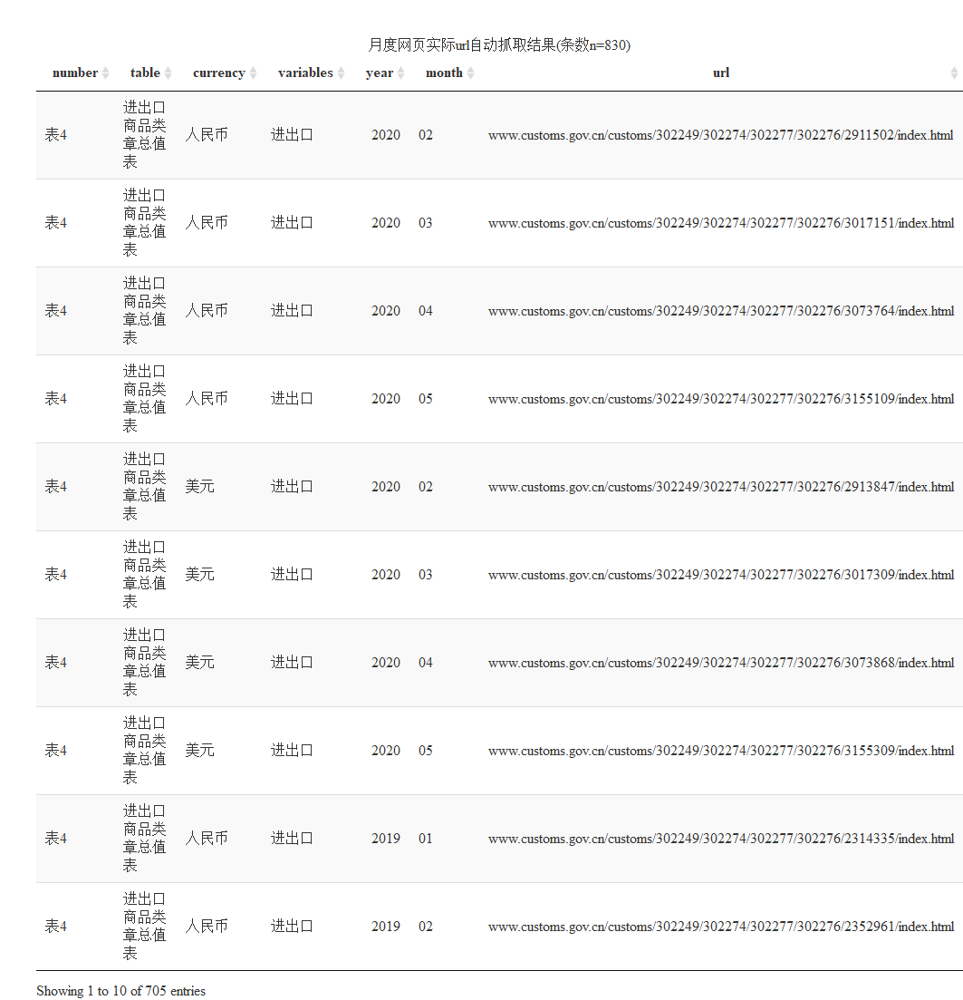 月度网页实际url自动抓取结果(条数n=830)
number table currency variables year month url
进出口
商品类
表4 人民币 进出口 2020 02 www.customs.gov.cn/customs/302249/302274/302277/302276/2911502/index.html
章总值
表
进出口
商品类
表4 人民币 进出口 2020 03 www.customs.gov.cn/customs/302249/302274/302277/302276/3017151/index.html
章总值
表
进出口
商品类
表4 人民币 进出口 2020 04 www.customs.gov.cn/customs/302249/302274/302277/302276/3073764/index.html
章总值
表
进出口
商品类
表4 人民币 进出口 2020 05 www.customs.gov.cn/customs/302249/302274/302277/302276/3155109/index.html
章总值
表
进出口
商品类
表4 美元 进出口 2020 02 www.customs.gov.cn/customs/302249/302274/302277/302276/2913847/index.html
章总值
表
进出口
商品类
表4 美元 进出口 2020 03 www.customs.gov.cn/customs/302249/302274/302277/302276/3017309/index.html
章总值
表
进出口
商品类
表4 美元 进出口 2020 04 www.customs.gov.cn/customs/302249/302274/302277/302276/3073868/index.html
章总值
表
进出口
商品类
表4 美元 进出口 2020 05 www.customs.gov.cn/customs/302249/302274/302277/302276/3155309/index.html
章总值
表
进出口
商品类
表4 人民币 进出口 2019 01 www.customs.gov.cn/customs/302249/302274/302277/302276/2314335/index.html
章总值
表
进出口
商品类
表4 人民币 进出口 2019 02 www.customs.gov.cn/customs/302249/302274/302277/302276/2352961/index.html
章总值
表
Showing 1 to 10 of 705 entries